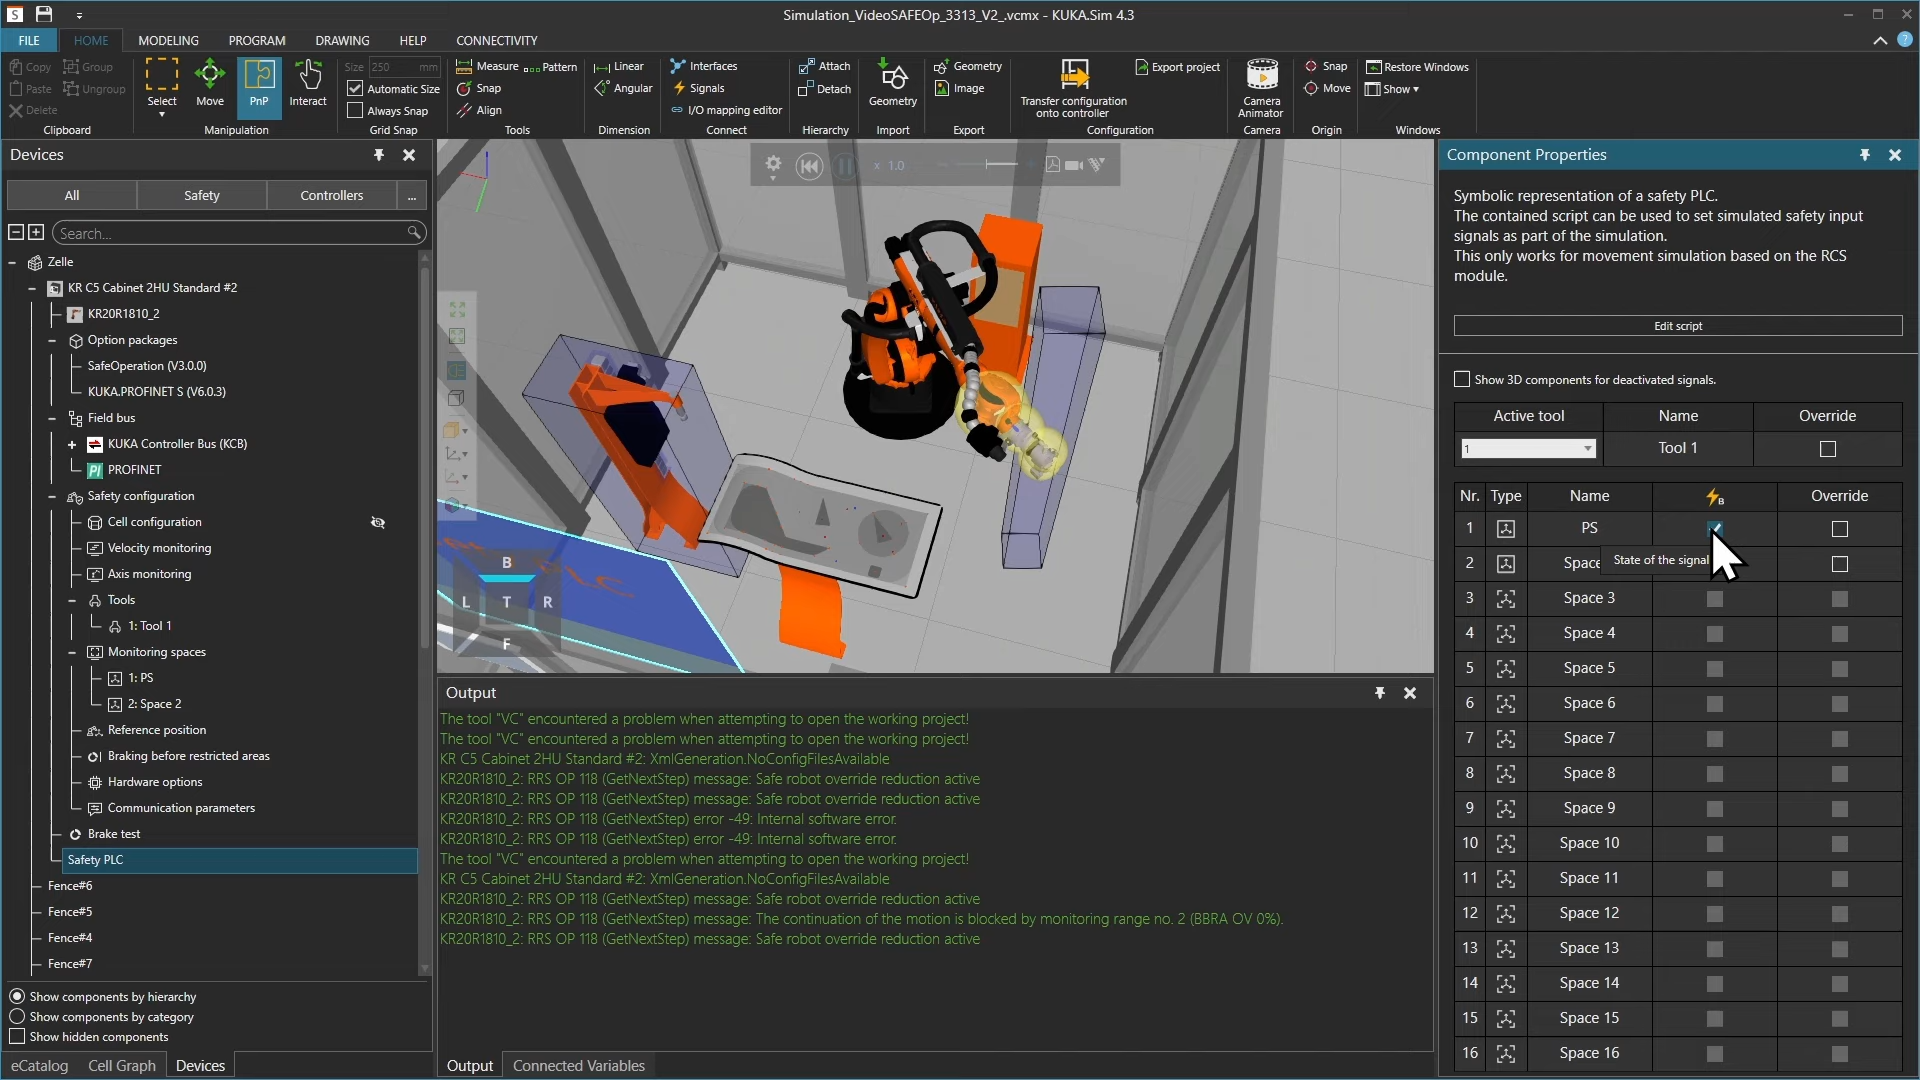 Simulation_VideoSAFEOp_3313_V2_.vcmx - KUKA.Sim 4.3
FILE
HOME
MODELING
PROGRAM
DRAWING
HELP
CONNECTIVITY
Copy
Group
Paste
Ungroup
Delete
Clipboard
Select
Move
PnP
Interact
Manipulation
Size 250 mm
Automatic Size
Always Snap
Grid Snap
Measure
Pattern
Snap
Align
Tools
Linear
Angular
Dimension
Interfaces
Signals
I/O mapping editor
Connect
Attach
Detach
Hierarchy
Geometry
Import
Geometry
Image
Export
Transfer configuration
onto controller
Export project
Configuration
Camera
Animator
Camera
Snap
Move
Origin
Restore Windows
Show
Windows
Devices
All
Safety
Controllers
...
Search...
Zelle
KR C5 Cabinet 2HU Standard #2
KR20R1810_2
Option packages
SafeOperation (V3.0.0)
KUKA.PROFINET S (V6.0.3)
Field bus
KUKA Controller Bus (KCB)
PROFINET
Safety configuration
Cell configuration
Velocity monitoring
Axis monitoring
Tools
1: Tool 1
Monitoring spaces
1: PS
2: Space 2
Reference position
Braking before restricted areas
Hardware options
Communication parameters
Brake test
Safety PLC
Fence#6
Fence#5
Fence#4
Fence#7
Show components by hierarchy
Show components by category
Show hidden components
eCatalog
Cell Graph
Devices
x 1.0
B
L T R
F
Output
The tool "VC" encountered a problem when attempting to open the working project!
The tool "VC" encountered a problem when attempting to open the working project!
KR C5 Cabinet 2HU Standard #2: XmlGeneration.NoConfigFilesAvailable
KR20R1810_2: RRS OP 118 (GetNextStep) message: Safe robot override reduction active
KR20R1810_2: RRS OP 118 (GetNextStep) message: Safe robot override reduction active
KR20R1810_2: RRS OP 118 (GetNextStep) error -49: Internal software error.
KR20R1810_2: RRS OP 118 (GetNextStep) error -49: Internal software error.
The tool "VC" encountered a problem when attempting to open the working project!
KR C5 Cabinet 2HU Standard #2: XmlGeneration.NoConfigFilesAvailable
KR20R1810_2: RRS OP 118 (GetNextStep) message: Safe robot override reduction active
KR20R1810_2: RRS OP 118 (GetNextStep) message: The continuation of the motion is blocked by monitoring range no. 2 (BBRA OV 0%).
KR20R1810_2: RRS OP 118 (GetNextStep) message: Safe robot override reduction active
Output
Connected Variables
Component Properties
Symbolic representation of a safety PLC.
The contained script can be used to set simulated safety input
signals as part of the simulation.
This only works for movement simulation based on the RCS
module.
Edit script
Show 3D components for deactivated signals.
Active tool Name Override
1 Tool 1
Nr. Type Name B Override
1 PS
State of the signal
2 Space
3 Space 3
4 Space 4
5 Space 5
6 Space 6
7 Space 7
8 Space 8
9 Space 9
10 Space 10
11 Space 11
12 Space 12
13 Space 13
14 Space 14
15 Space 15
16 Space 16